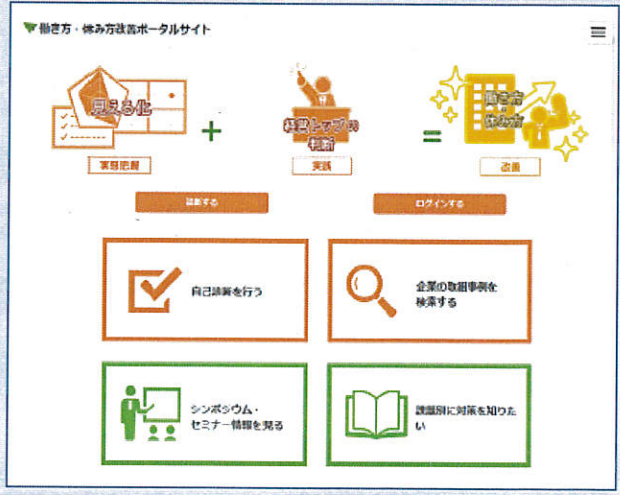 働き方・休み方改善ポータルサイト
見える化
+
経営トップの
判断
=
働き方
休み方
実態把握
実践
改善
診断する
ログインする
自己診断を行う
企業の取組事例を
検索する
シンポジウム・
セミナー情報を見る
課題別に対策を知りた
い